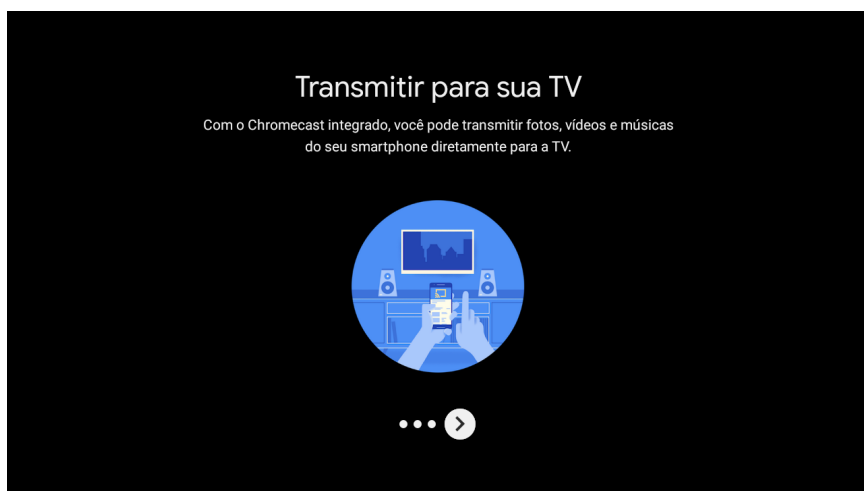 Transmitir para sua TV
Com o Chromecast integrado, você pode transmitir fotos, vídeos e músicas
do seu smartphone diretamente para a TV.